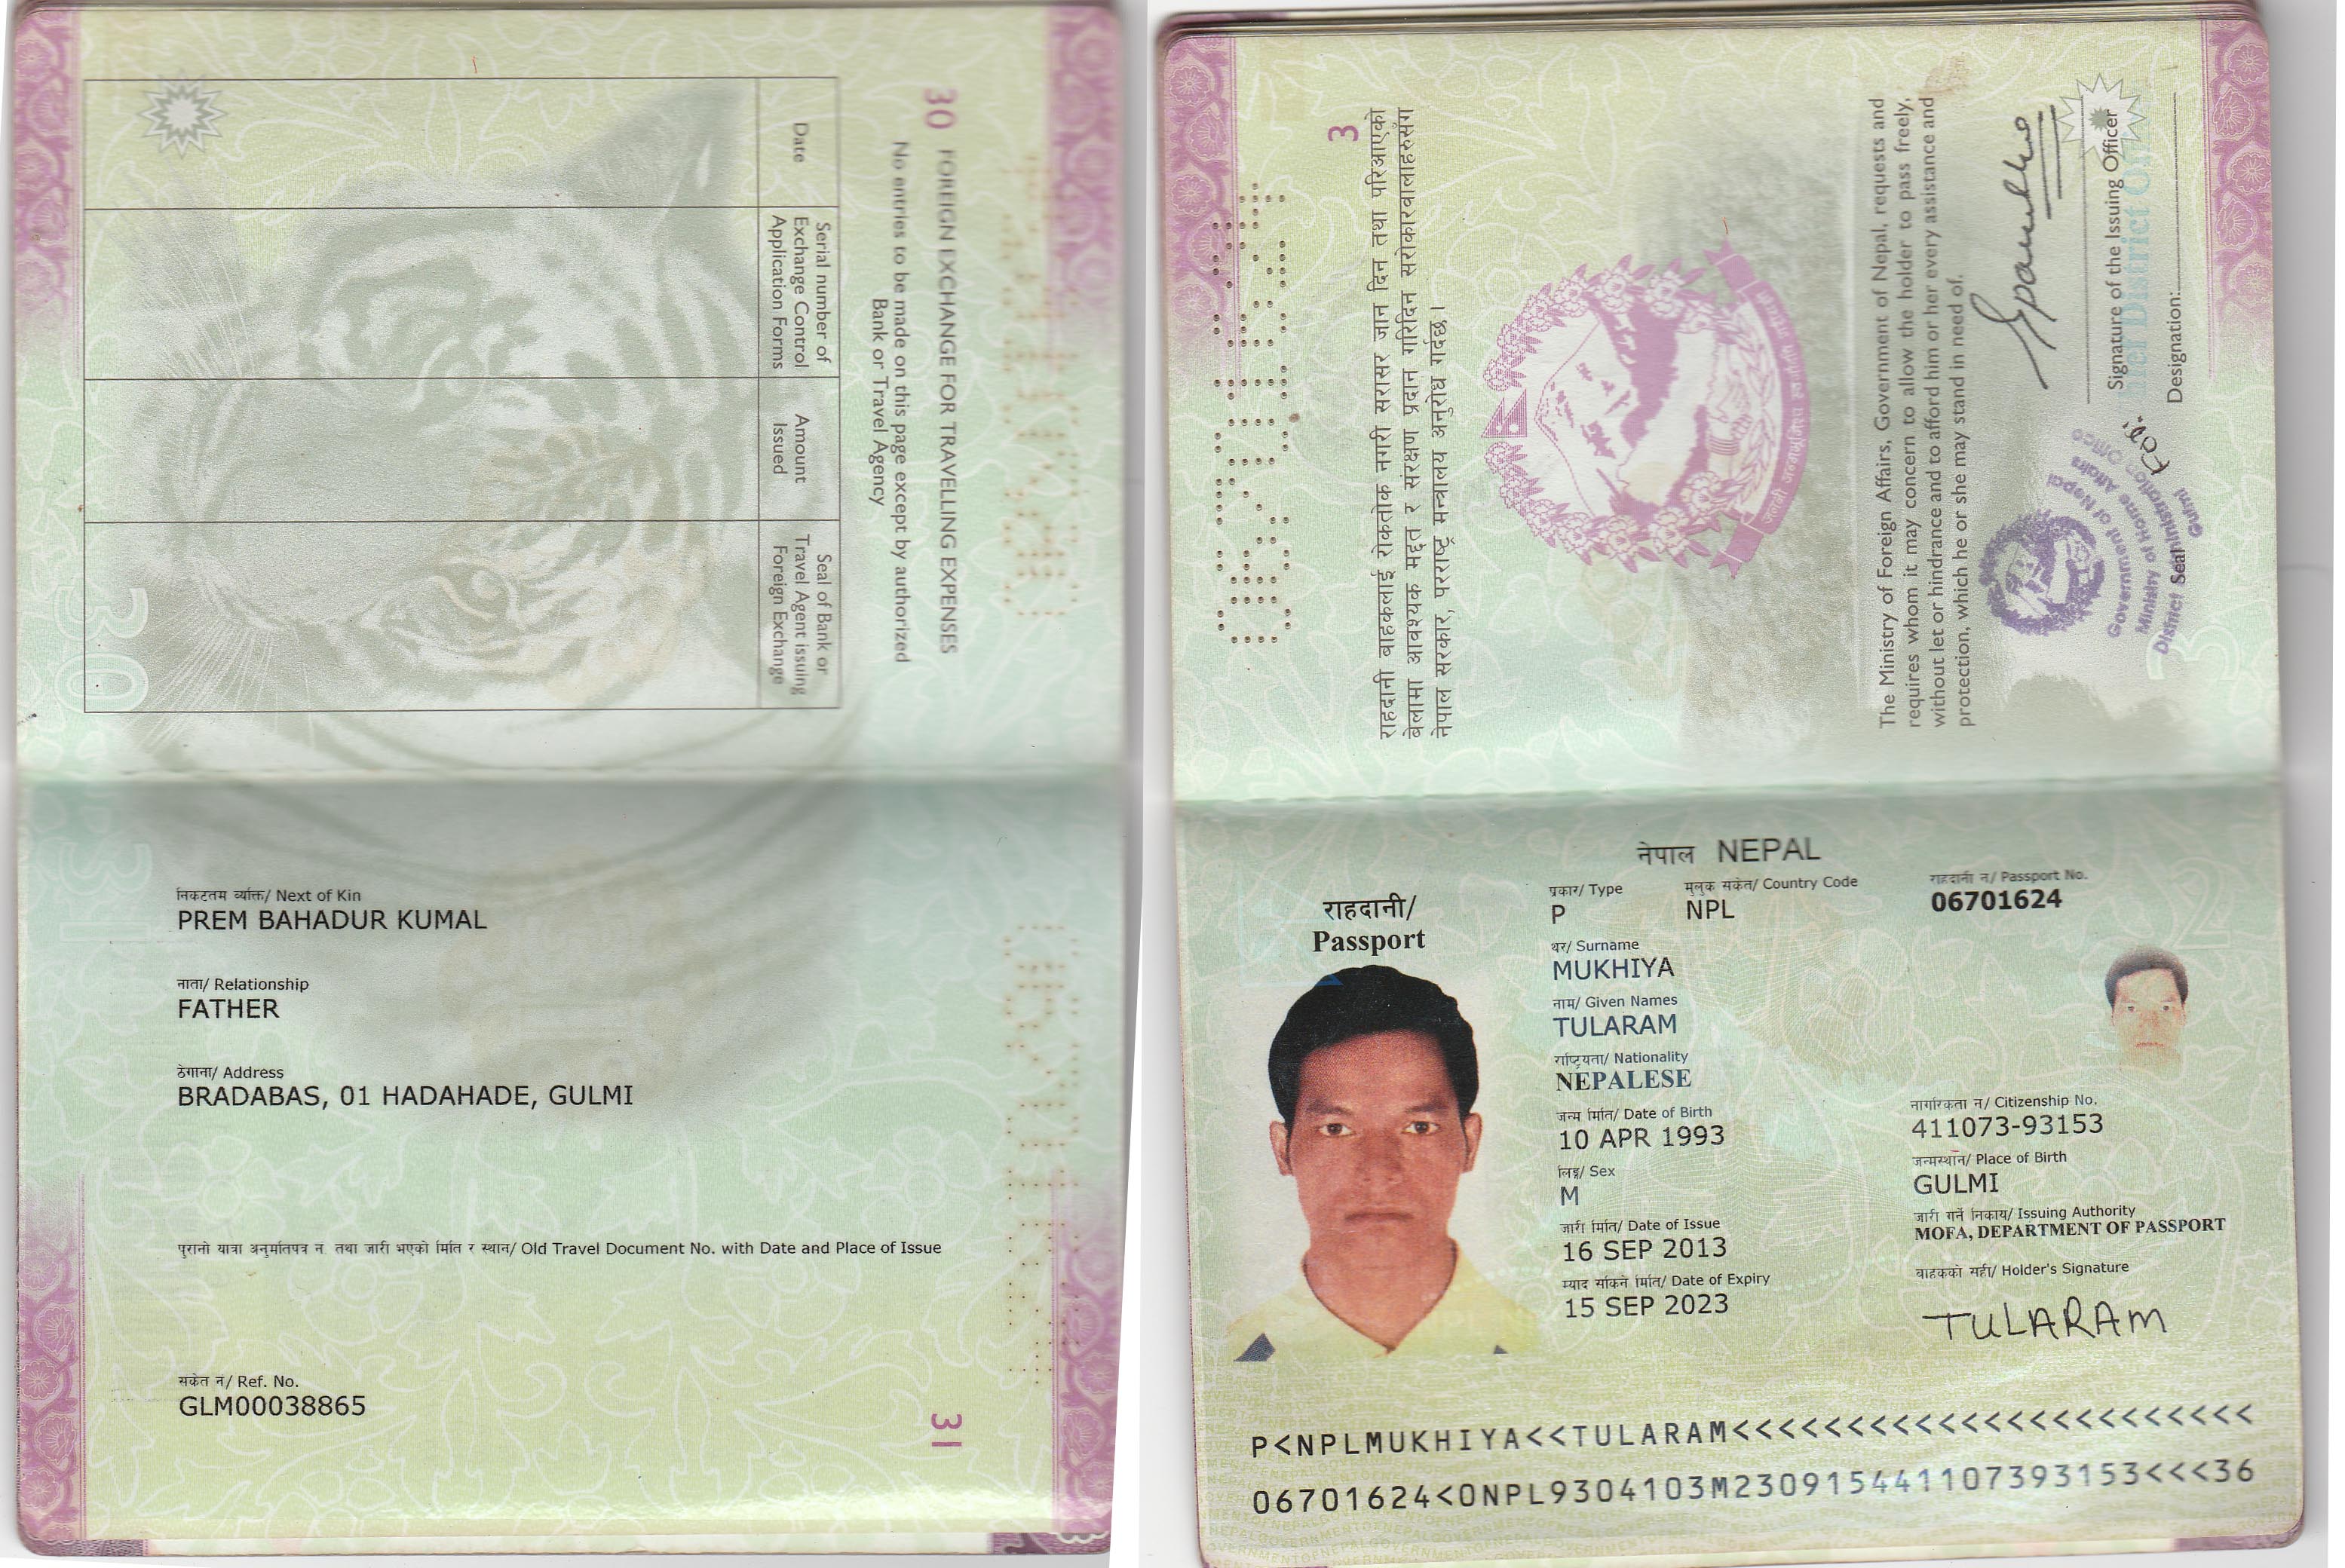 30 FOREIGN EXCHANGE FOR TRAVELLING EXPENSES
No entries to be made on this page except by authorized
Bank or Travel Agency
Date
Serial number of
Exchange Control
Application Forms
Amount
Issued
Seal of Bank or
Travel Agent issuing
Foreign Exchange
निकटतम व्यक्ति/ Next of Kin
PREM BAHADUR KUMAL
नाता/ Relationship
FATHER
ठेगाना/ Address
BRADABAS, 01 HADAHADE, GULMI
पुरानो यात्रा अनुमतिपत्र नं. तथा जारी भएको मिति र स्थान/ Old Travel Document No. with Date and Place of Issue
संकेत नं/ Ref. No.
GLM00038865
31
3
राहदानी बाहकलाई रोकतोक नगरी सरासर जान दिन तथा परिआएको
बेलामा आवश्यक मद्दत र संरक्षण प्रदान गरिदिन सरोकारवालाहरुसंग
नेपाल सरकार, परराष्ट्र मन्त्रालय अनुरोध गर्दछ ।
The Ministry of Foreign Affairs, Government of Nepal, requests and
requires whom it may concern to allow the holder to pass freely,
without let or hindrance and to afford him or her every assistance and
protection, which he or she may stand in need of.
Signature of the Issuing Officer
Designation:
Seal
Government of Nepal
Ministry of Home Affairs
District Administration Office
Gulmi
नेपाल NEPAL
राहदानी/
Passport
प्रकार/ Type
P
मुलुक संकेत/ Country Code
NPL
राहदानी नं/ Passport No.
06701624
थर/ Surname
MUKHIYA
नाम/ Given Names
TULARAM
राष्ट्रियता/ Nationality
NEPALESE
जन्म मिति/ Date of Birth
10 APR 1993
नागरिकता नं/ Citizenship No.
411073-93153
लिङ्ग/ Sex
M
जन्मस्थान/ Place of Birth
GULMI
जारी मिति/ Date of Issue
16 SEP 2013
जारी गर्ने निकाय/ Issuing Authority
MOFA, DEPARTMENT OF PASSPORT
म्याद सकिने मिति/ Date of Expiry
15 SEP 2023
वाहकको सही/ Holder's Signature
TULARAM
P<NPLMUKHIYA<<TULARAM<<<<<<<<<<<<<<<<<<<<<<<
06701624<0NPL9304103M230915441107393153<<<36